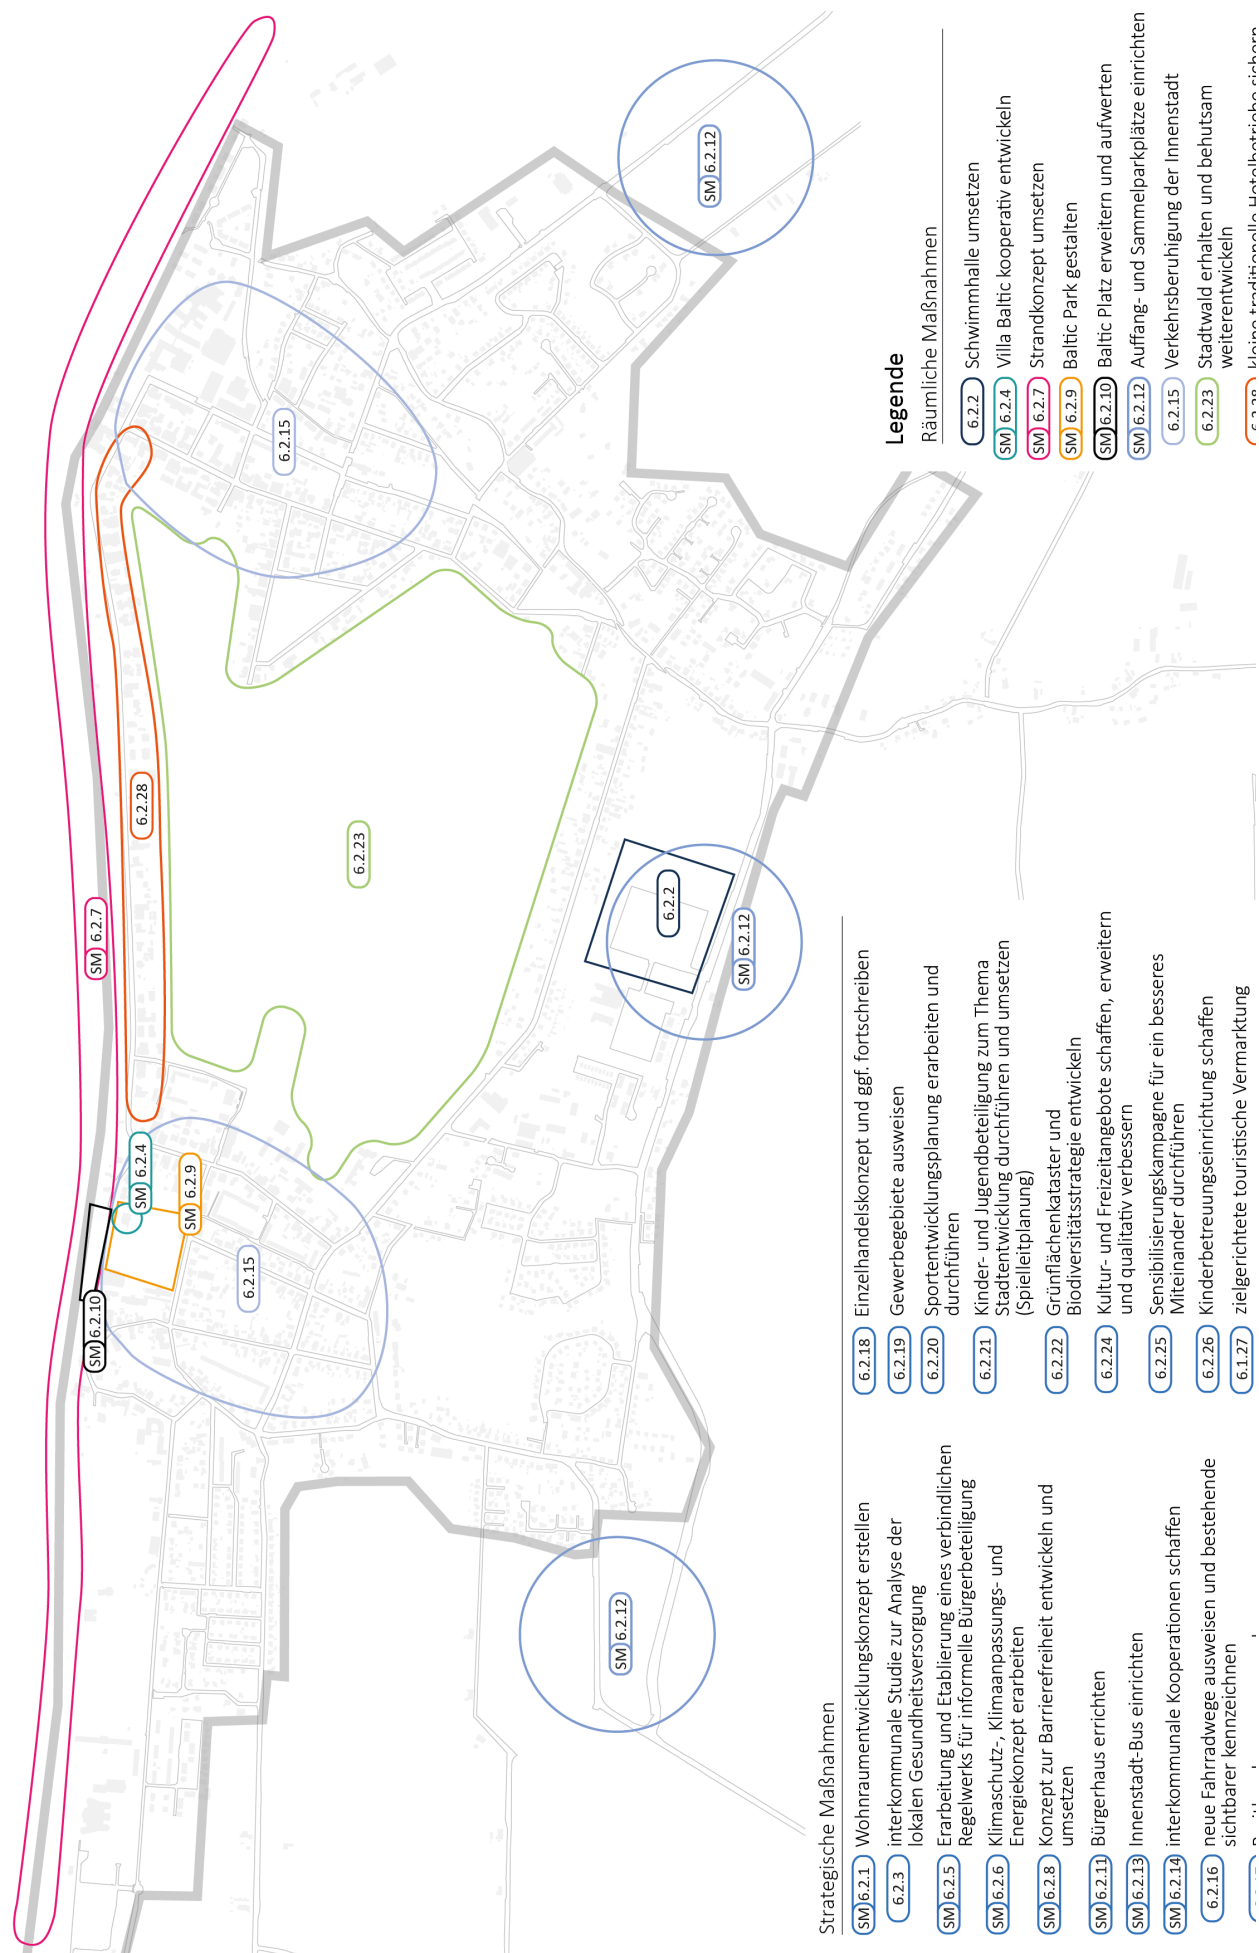 SM 6.2.7
SM 6.2.10
SM 6.2.4
SM 6.2.9
6.2.28
6.2.15
6.2.15
6.2.23
6.2.2
SM 6.2.12
SM 6.2.12
SM 6.2.12
Strategische Maßnahmen
SM 6.2.1 Wohnraumentwicklungskonzept erstellen
6.2.3 interkommunale Studie zur Analyse der
lokalen Gesundheitsversorgung
SM 6.2.5 Erarbeitung und Etablierung eines verbindlichen
Regelwerks für informelle Bürgerbeteiligung
SM 6.2.6 Klimaschutz-, Klimaanpassungs- und
Energiekonzept erarbeiten
SM 6.2.8 Konzept zur Barrierefreiheit entwickeln und
umsetzen
SM 6.2.11 Bürgerhaus errichten
SM 6.2.13 Innenstadt-Bus einrichten
SM 6.2.14 interkommunale Kooperationen schaffen
6.2.16 neue Fahrradwege ausweisen und bestehende
sichtbarer kennzeichnen
6.2.18 Einzelhandelskonzept und ggf. fortschreiben
6.2.19 Gewerbegebiete ausweisen
6.2.20 Sportentwicklungsplanung erarbeiten und
durchführen
6.2.21 Kinder- und Jugendbeteiligung zum Thema
Stadtentwicklung durchführen und umsetzen
(Spielleitplanung)
6.2.22 Grünflächenkataster und
Biodiversitätsstrategie entwickeln
6.2.24 Kultur- und Freizeitangebote schaffen, erweitern
und qualitativ verbessern
6.2.25 Sensibilisierungskampagne für ein besseres
Miteinander durchführen
6.2.26 Kinderbetreuungseinrichtung schaffen
6.1.27 zielgerichtete touristische Vermarktung
Legende
Räumliche Maßnahmen
6.2.2 Schwimmhalle umsetzen
SM 6.2.4 Villa Baltic kooperativ entwickeln
SM 6.2.7 Strandkonzept umsetzen
SM 6.2.9 Baltic Park gestalten
SM 6.2.10 Baltic Platz erweitern und aufwerten
SM 6.2.12 Auffang- und Sammelparkplätze einrichten
6.2.15 Verkehrsberuhigung der Innenstadt
6.2.23 Stadtwald erhalten und behutsam
weiterentwickeln
6.2.28 kleine traditionelle Hotelbetriebe sichern